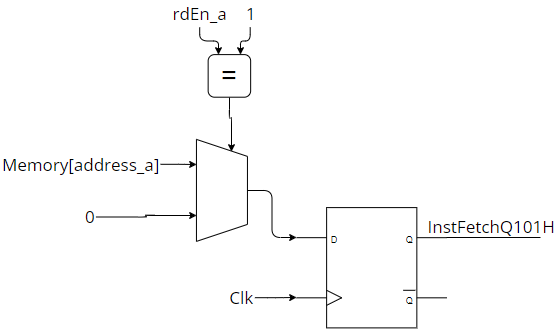 rdEn_a 1
=
Memory[address_a]
0
InstFetchQ101H
D Q
Clk
Q